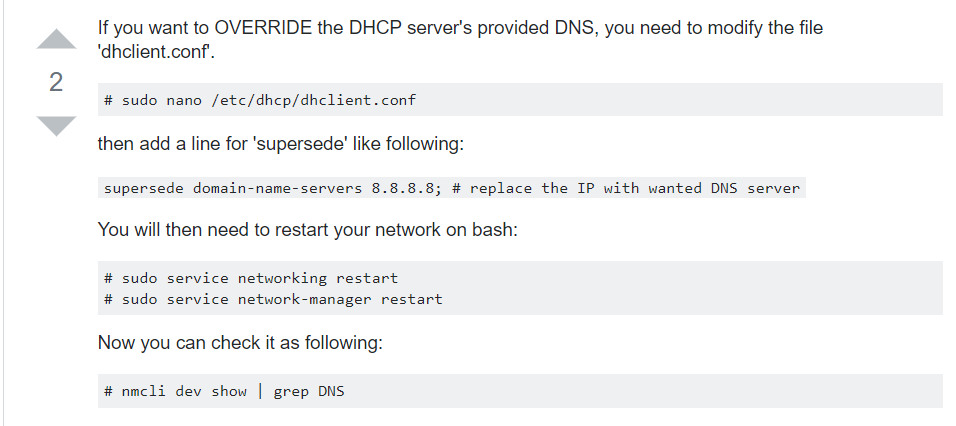 If you want to OVERRIDE the DHCP server's provided DNS, you need to modify the file
'dhclient.conf'.
2
# sudo nano /etc/dhcp/dhclient.conf
then add a line for 'supersede' like following:
supersede domain-name-servers 8.8.8.8; # replace the IP with wanted DNS server
You will then need to restart your network on bash:
# sudo service networking restart
# sudo service network-manager restart
Now you can check it as following:
# nmcli dev show | grep DNS